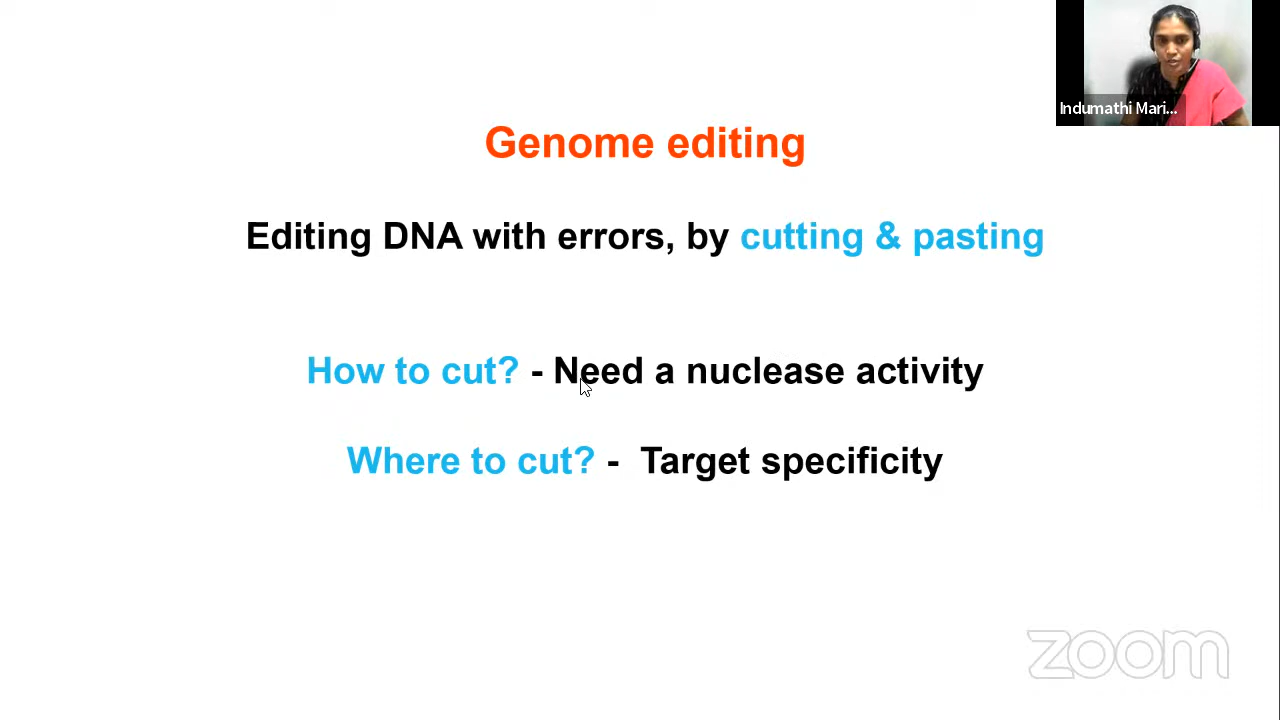 Indumathi Mari...
Genome editing
Editing DNA with errors, by cutting & pasting
How to cut? - Need a nuclease activity
Where to cut? - Target specificity
zoom